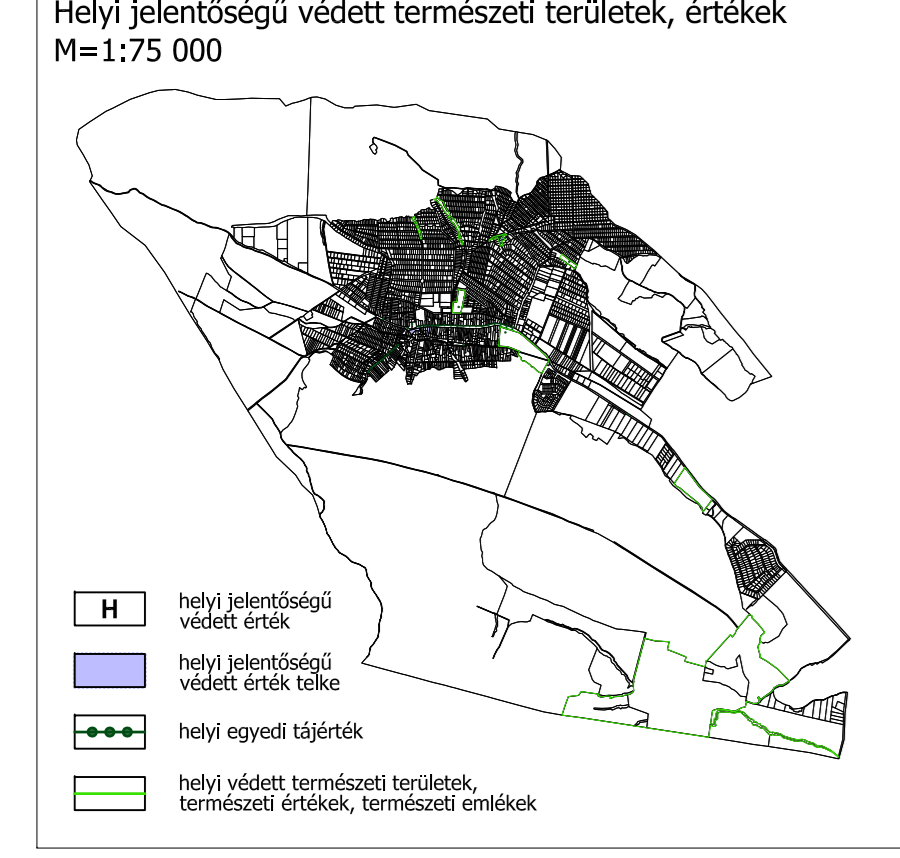 Helyi jelentőségű védett természeti területek, értékek
M=1:75 000
H
helyi jelentőségű
védett érték
helyi jelentőségű
védett érték telke
helyi egyedi tájérték
helyi védett természeti területek,
természeti értékek, természeti emlékek